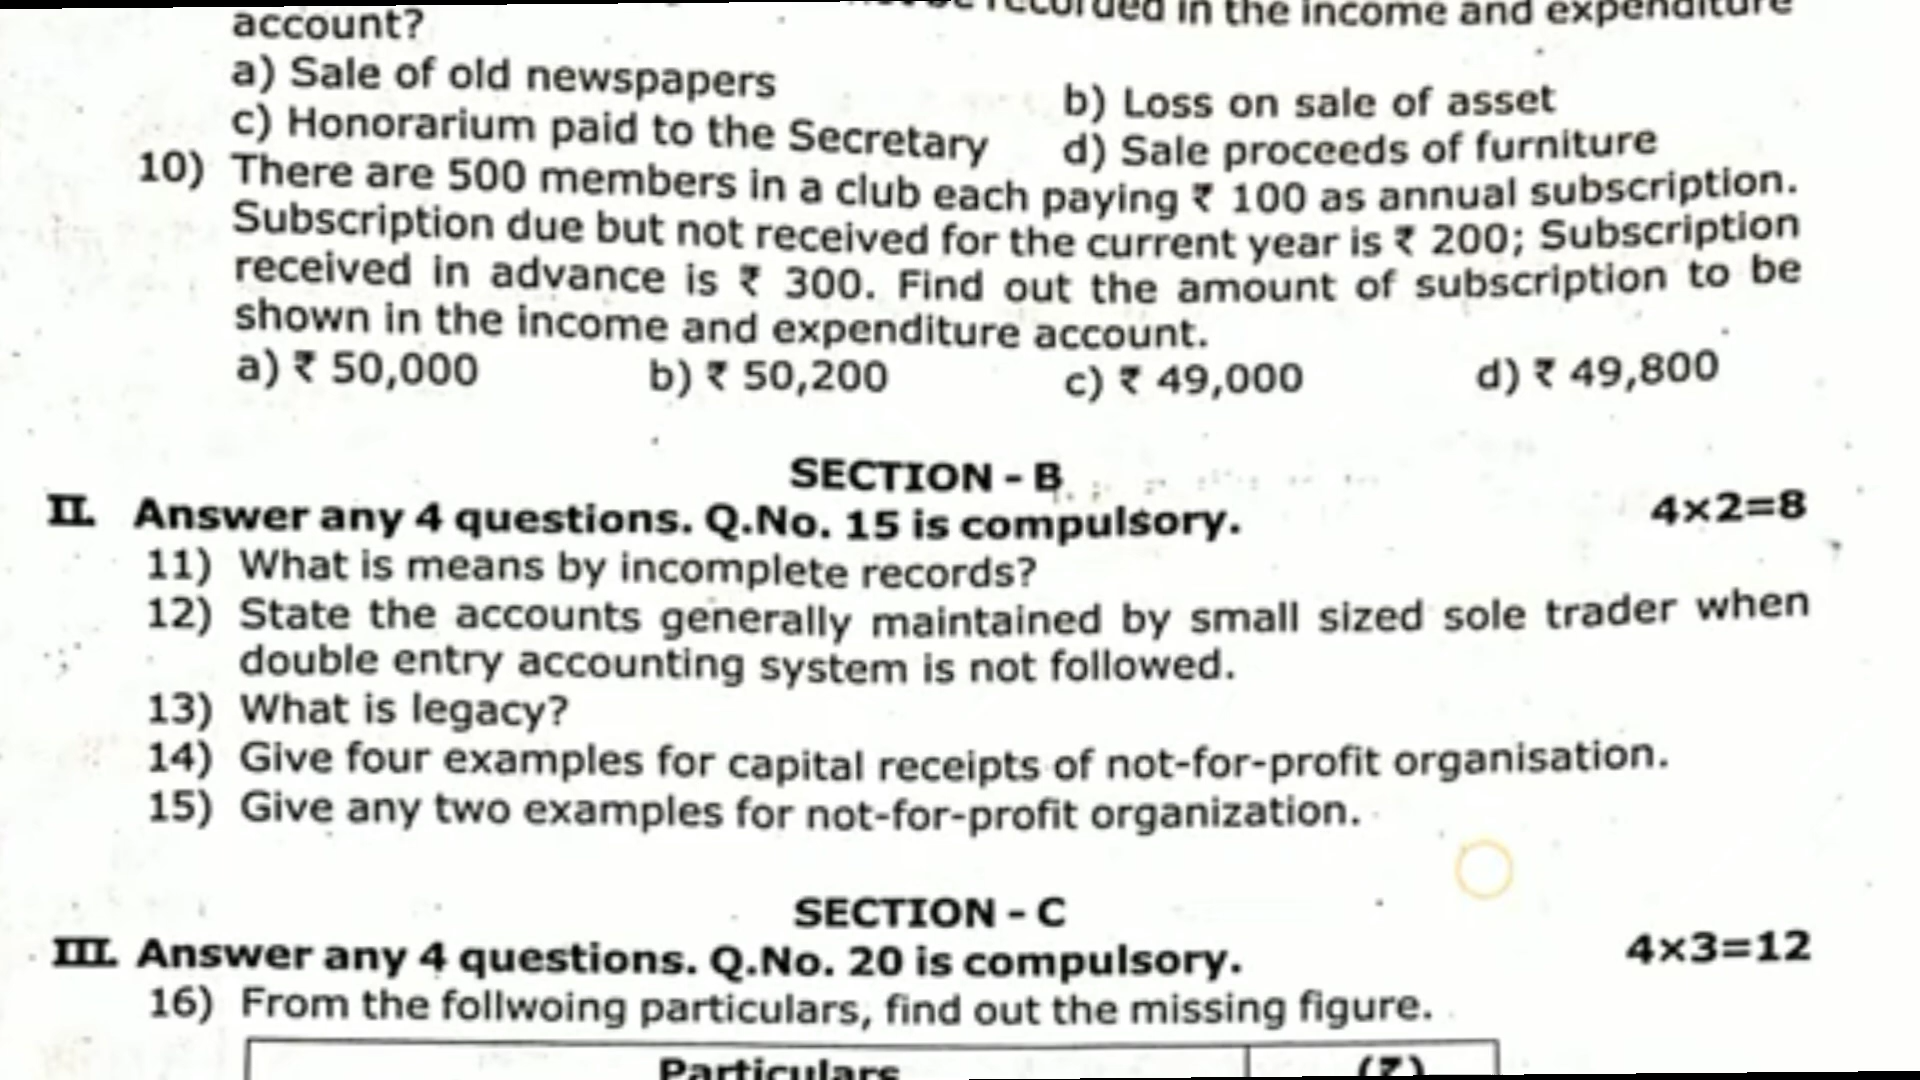 recorded in the income and expenditure
account?
a) Sale of old newspapers
b) Loss on sale of asset
c) Honorarium paid to the Secretary
d) Sale proceeds of furniture
10) There are 500 members in a club each paying ₹ 100 as annual subscription.
Subscription due but not received for the current year is ₹ 200; Subscription
received in advance is ₹ 300. Find out the amount of subscription to be
shown in the income and expenditure account.
a) ₹ 50,000 b) ₹ 50,200 c) ₹ 49,000 d) ₹ 49,800
SECTION - B
II. Answer any 4 questions. Q.No. 15 is compulsory. 4×2=8
11) What is means by incomplete records?
12) State the accounts generally maintained by small sized sole trader when
double entry accounting system is not followed.
13) What is legacy?
14) Give four examples for capital receipts of not-for-profit organisation.
15) Give any two examples for not-for-profit organization.
SECTION - C
III. Answer any 4 questions. Q.No. 20 is compulsory. 4×3=12
16) From the follwoing particulars, find out the missing figure.
Particulars (₹)